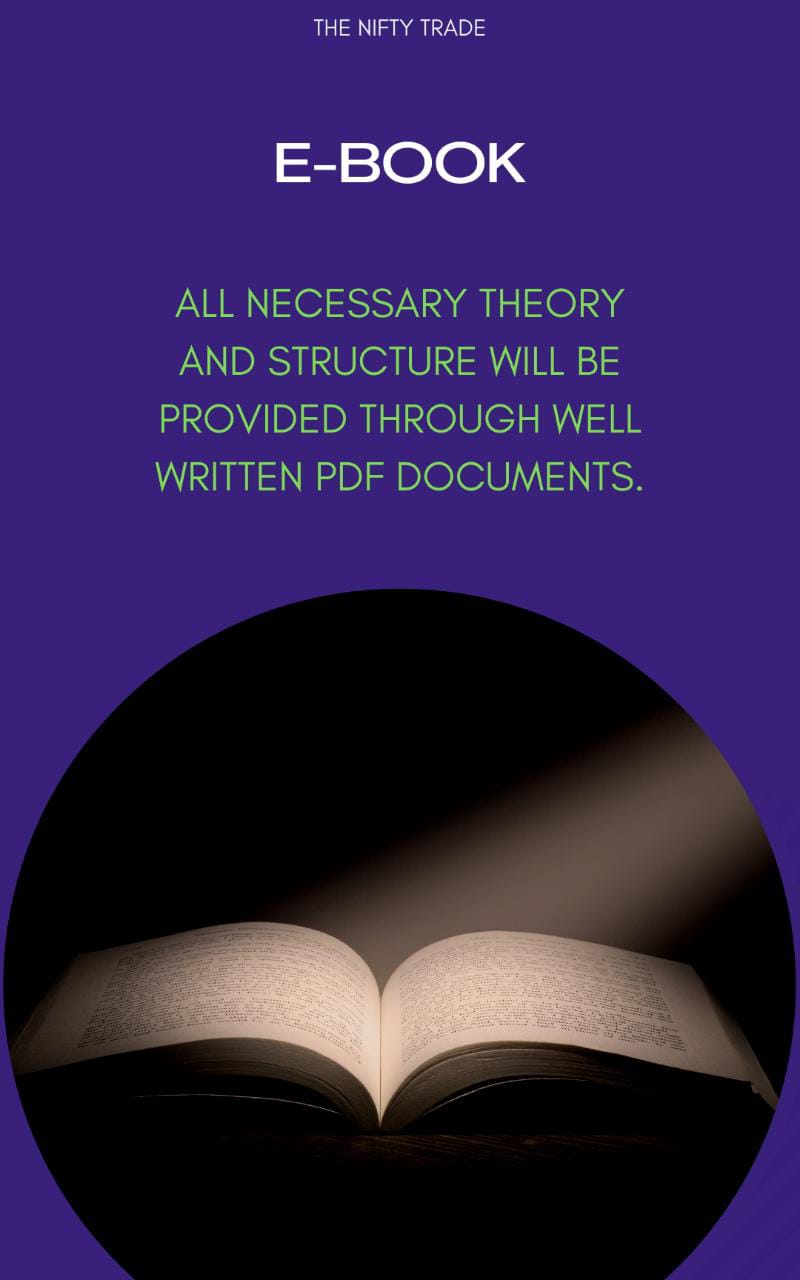 THE NIFTY TRADE
E-BOOK
ALL NECESSARY THEORY
AND STRUCTURE WILL BE
PROVIDED THROUGH WELL
WRITTEN PDF DOCUMENTS.